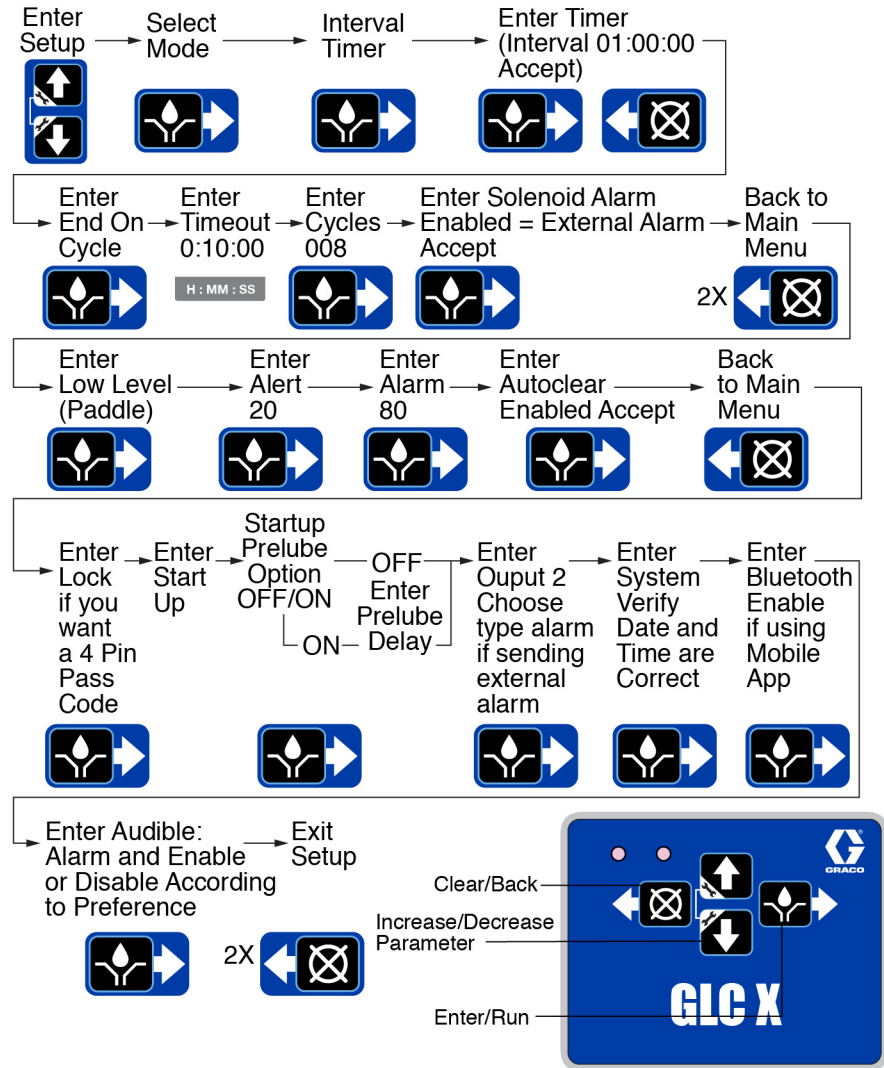 Enter
Setup
Select
Mode
Interval
Timer
Enter Timer
(Interval 01:00:00
Accept)
Enter
End On
Cycle
Enter
Timeout
0:10:00
H : MM : SS
Enter
Cycles
008
Enter Solenoid Alarm
Enabled = External Alarm
Accept
Back to
Main
Menu
2X
Enter
Low Level
(Paddle)
Enter
Alert
20
Enter
Alarm
80
Enter
Autoclear
Enabled Accept
Back
to Main
Menu
Enter
Lock
if you
want
a 4 Pin
Pass
Code
Enter
Start
Up
Startup
Prelube
Option
OFF/ON
OFF
ON
Enter
Prelube
Delay
Enter
Ouput 2
Choose
type alarm
if sending
external
alarm
Enter
System
Verify
Date and
Time are
Correct
Enter
Bluetooth
Enable
if using
Mobile
App
Enter Audible:
Alarm and Enable
or Disable According
to Preference
Exit
Setup
2X
Clear/Back
Increase/Decrease
Parameter
Enter/Run
GRACO
GLC X